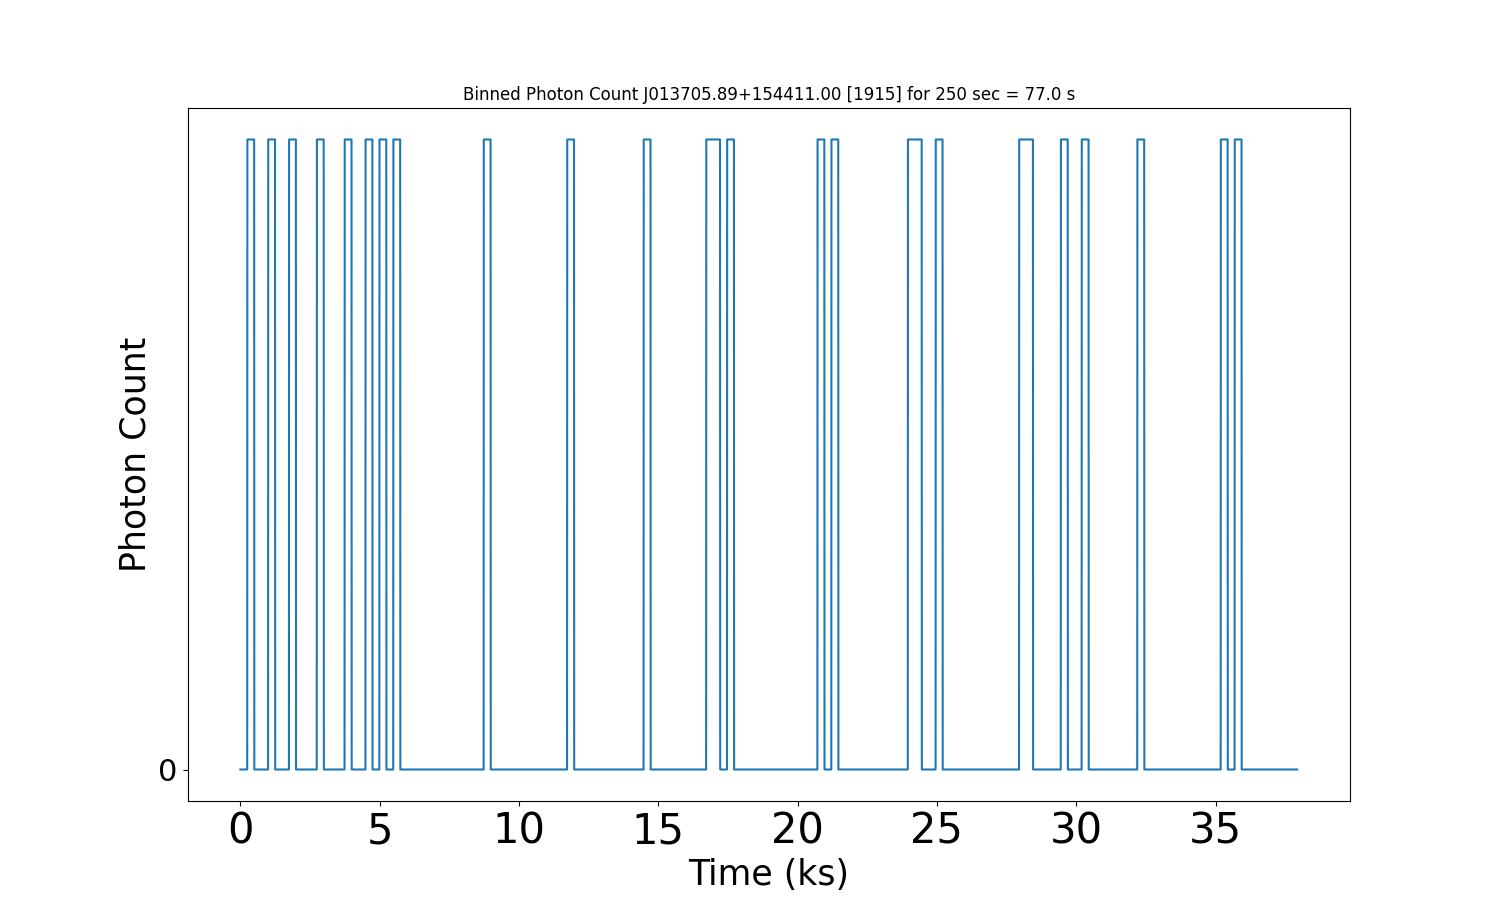 Binned Photon Count J013705.89+154411.00 [1915] for 250 sec = 77.0 s
Photon Count
0
0 5 10 15 20 25 30 35
Time (ks)